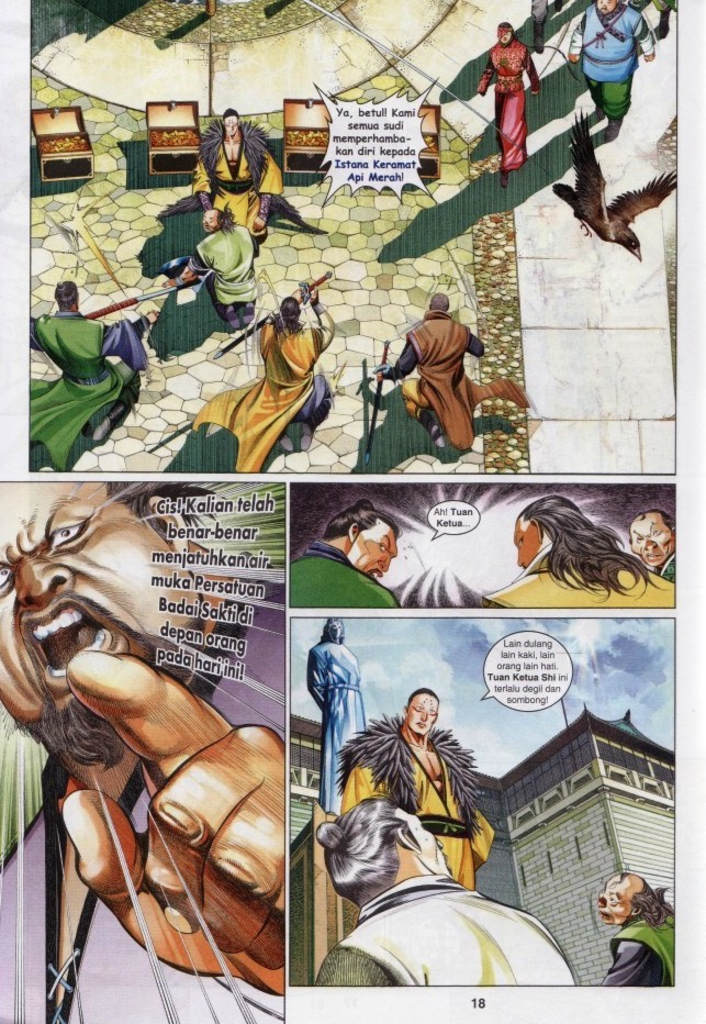 Ya, betul! Kami
semua sudi
memperhamba-
kan diri kepada
Istana Keramat
Api Merah!
Cis! Kalian telah
benar-benar
menjatuhkan air
muka Persatuan
Badai Sakti di
depan orang
pada hari ini!
Ah! Tuan
Ketua...
Lain dulang
lain kaki, lain
orang lain hati.
Tuan Ketua Shi ini
terlalu degil dan
sombong!
18